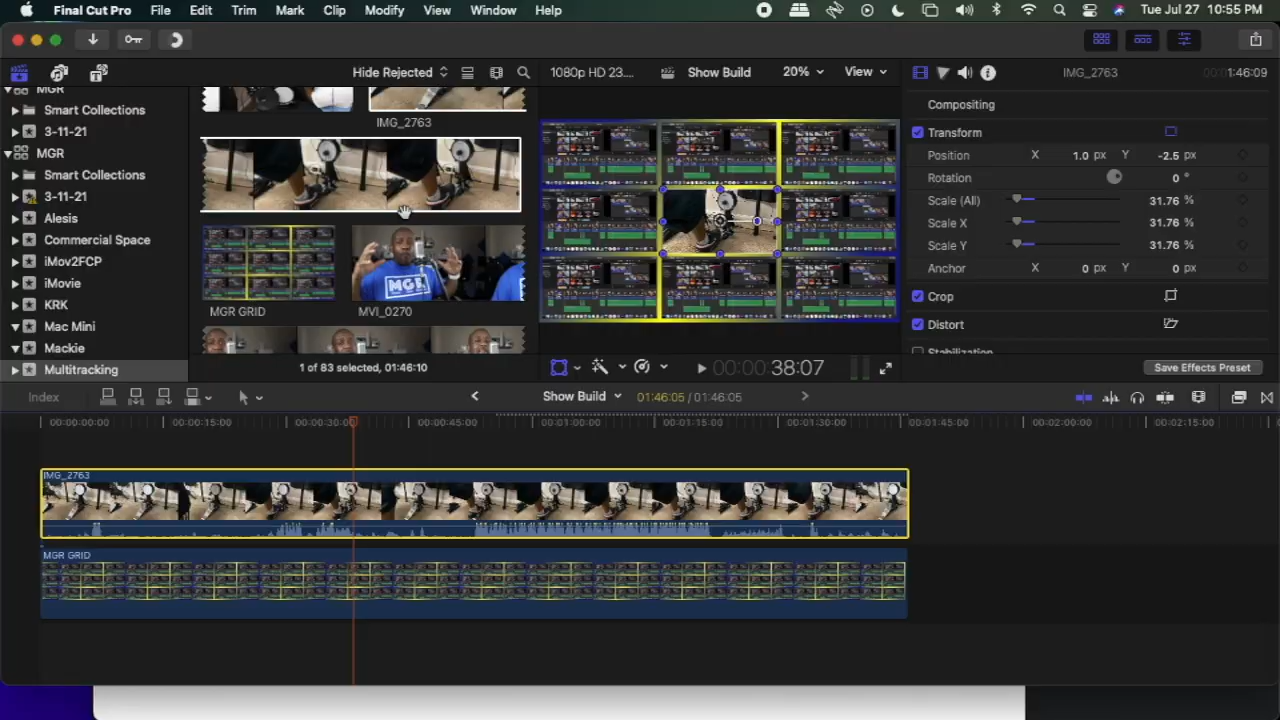 Final Cut Pro File Edit Trim Mark Clip Modify View Window Help Tue Jul 27 10:55 PM
Hide Rejected 1080p HD 23... Show Build 20% View IMG_2763 00:00:01:46:09
MGR
Smart Collections
3-11-21
MGR
Smart Collections
3-11-21
Alesis
Commercial Space
iMov2FCP
iMovie
KRK
Mac Mini
Mackie
Multitracking
IMG_2763
MGR
MGR GRID MVI_0270
1 of 83 selected, 01:46:10
00:00:00:38:07
Compositing
Transform
Position X 1.0 px Y -2.5 px
Rotation 0 °
Scale (All) 31.76 %
Scale X 31.76 %
Scale Y 31.76 %
Anchor X 0 px Y 0 px
Crop
Distort
Stabilization
Save Effects Preset
Index Show Build 01:46:05 / 01:46:05
00:00:00:00 00:00:15:00 00:00:30:00 00:00:45:00 00:01:00:00 00:01:15:00 00:01:30:00 00:01:45:00 00:02:00:00 00:02:15:00
IMG_2763
MGR GRID